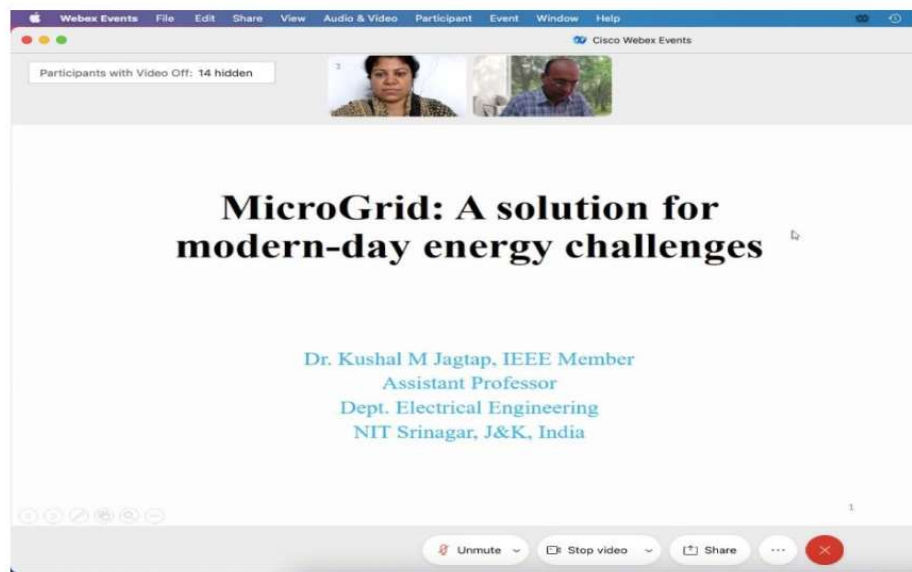 Webex Events File Edit Share View Audio & Video Participant Event Window Help
Cisco Webex Events
Participants with Video Off: 14 hidden
MicroGrid: A solution for
modern-day energy challenges
Dr. Kushal M Jagtap, IEEE Member
Assistant Professor
Dept. Electrical Engineering
NIT Srinagar, J&K, India
1
Unmute Stop video Share